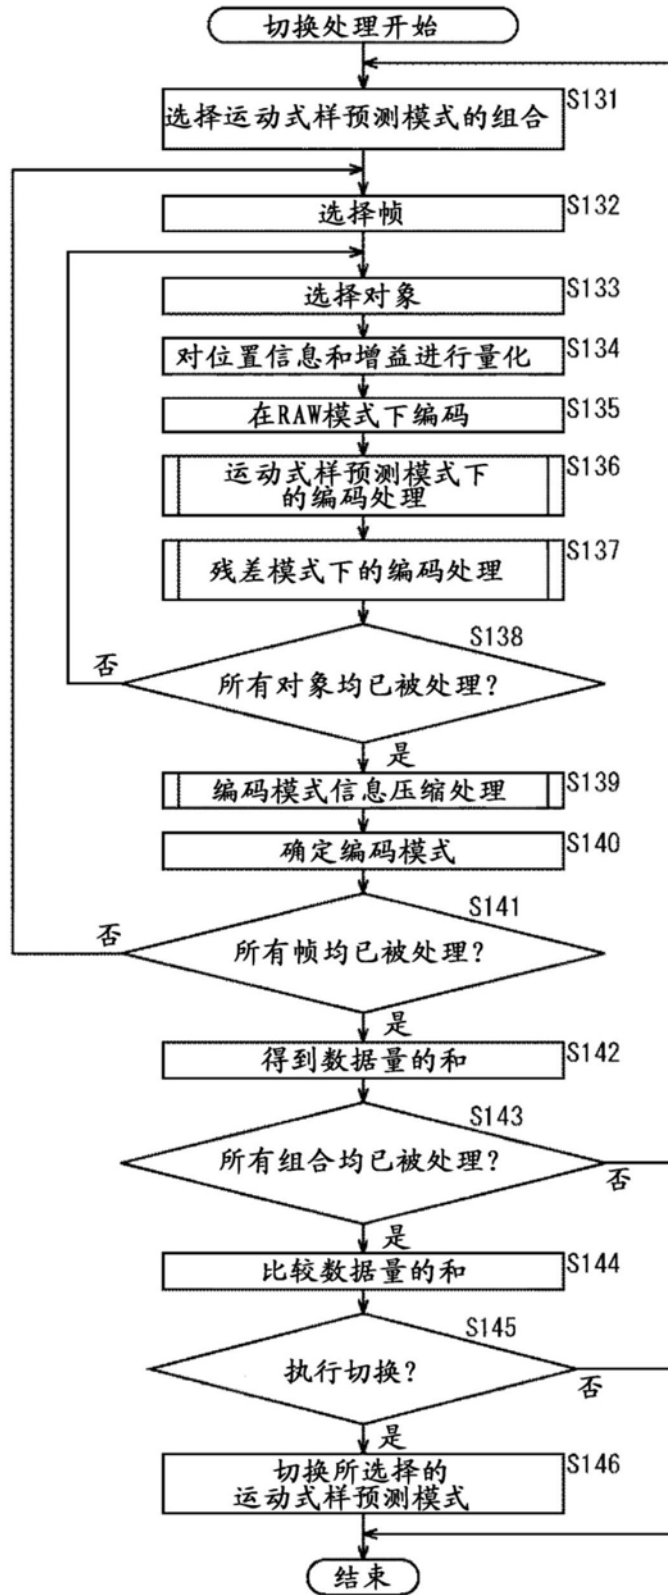 切换处理开始
S131
选择运动式样预测模式的组合
选择帧
S132
选择对象
S133
对位置信息和增益进行量化
S134
在RAW模式下编码
S135
运动式样预测模式下
的编码处理
S136
残差模式下的编码处理
S137
S138
否
所有对象均已被处理？
是
编码模式信息压缩处理
S139
确定编码模式
S140
S141
否
所有帧均已被处理？
是
得到数据量的和
S142
S143
所有组合均已被处理？
否
是
比较数据量的和
S144
S145
执行切换？
否
是
切换所选择的
运动式样预测模式
S146
结束